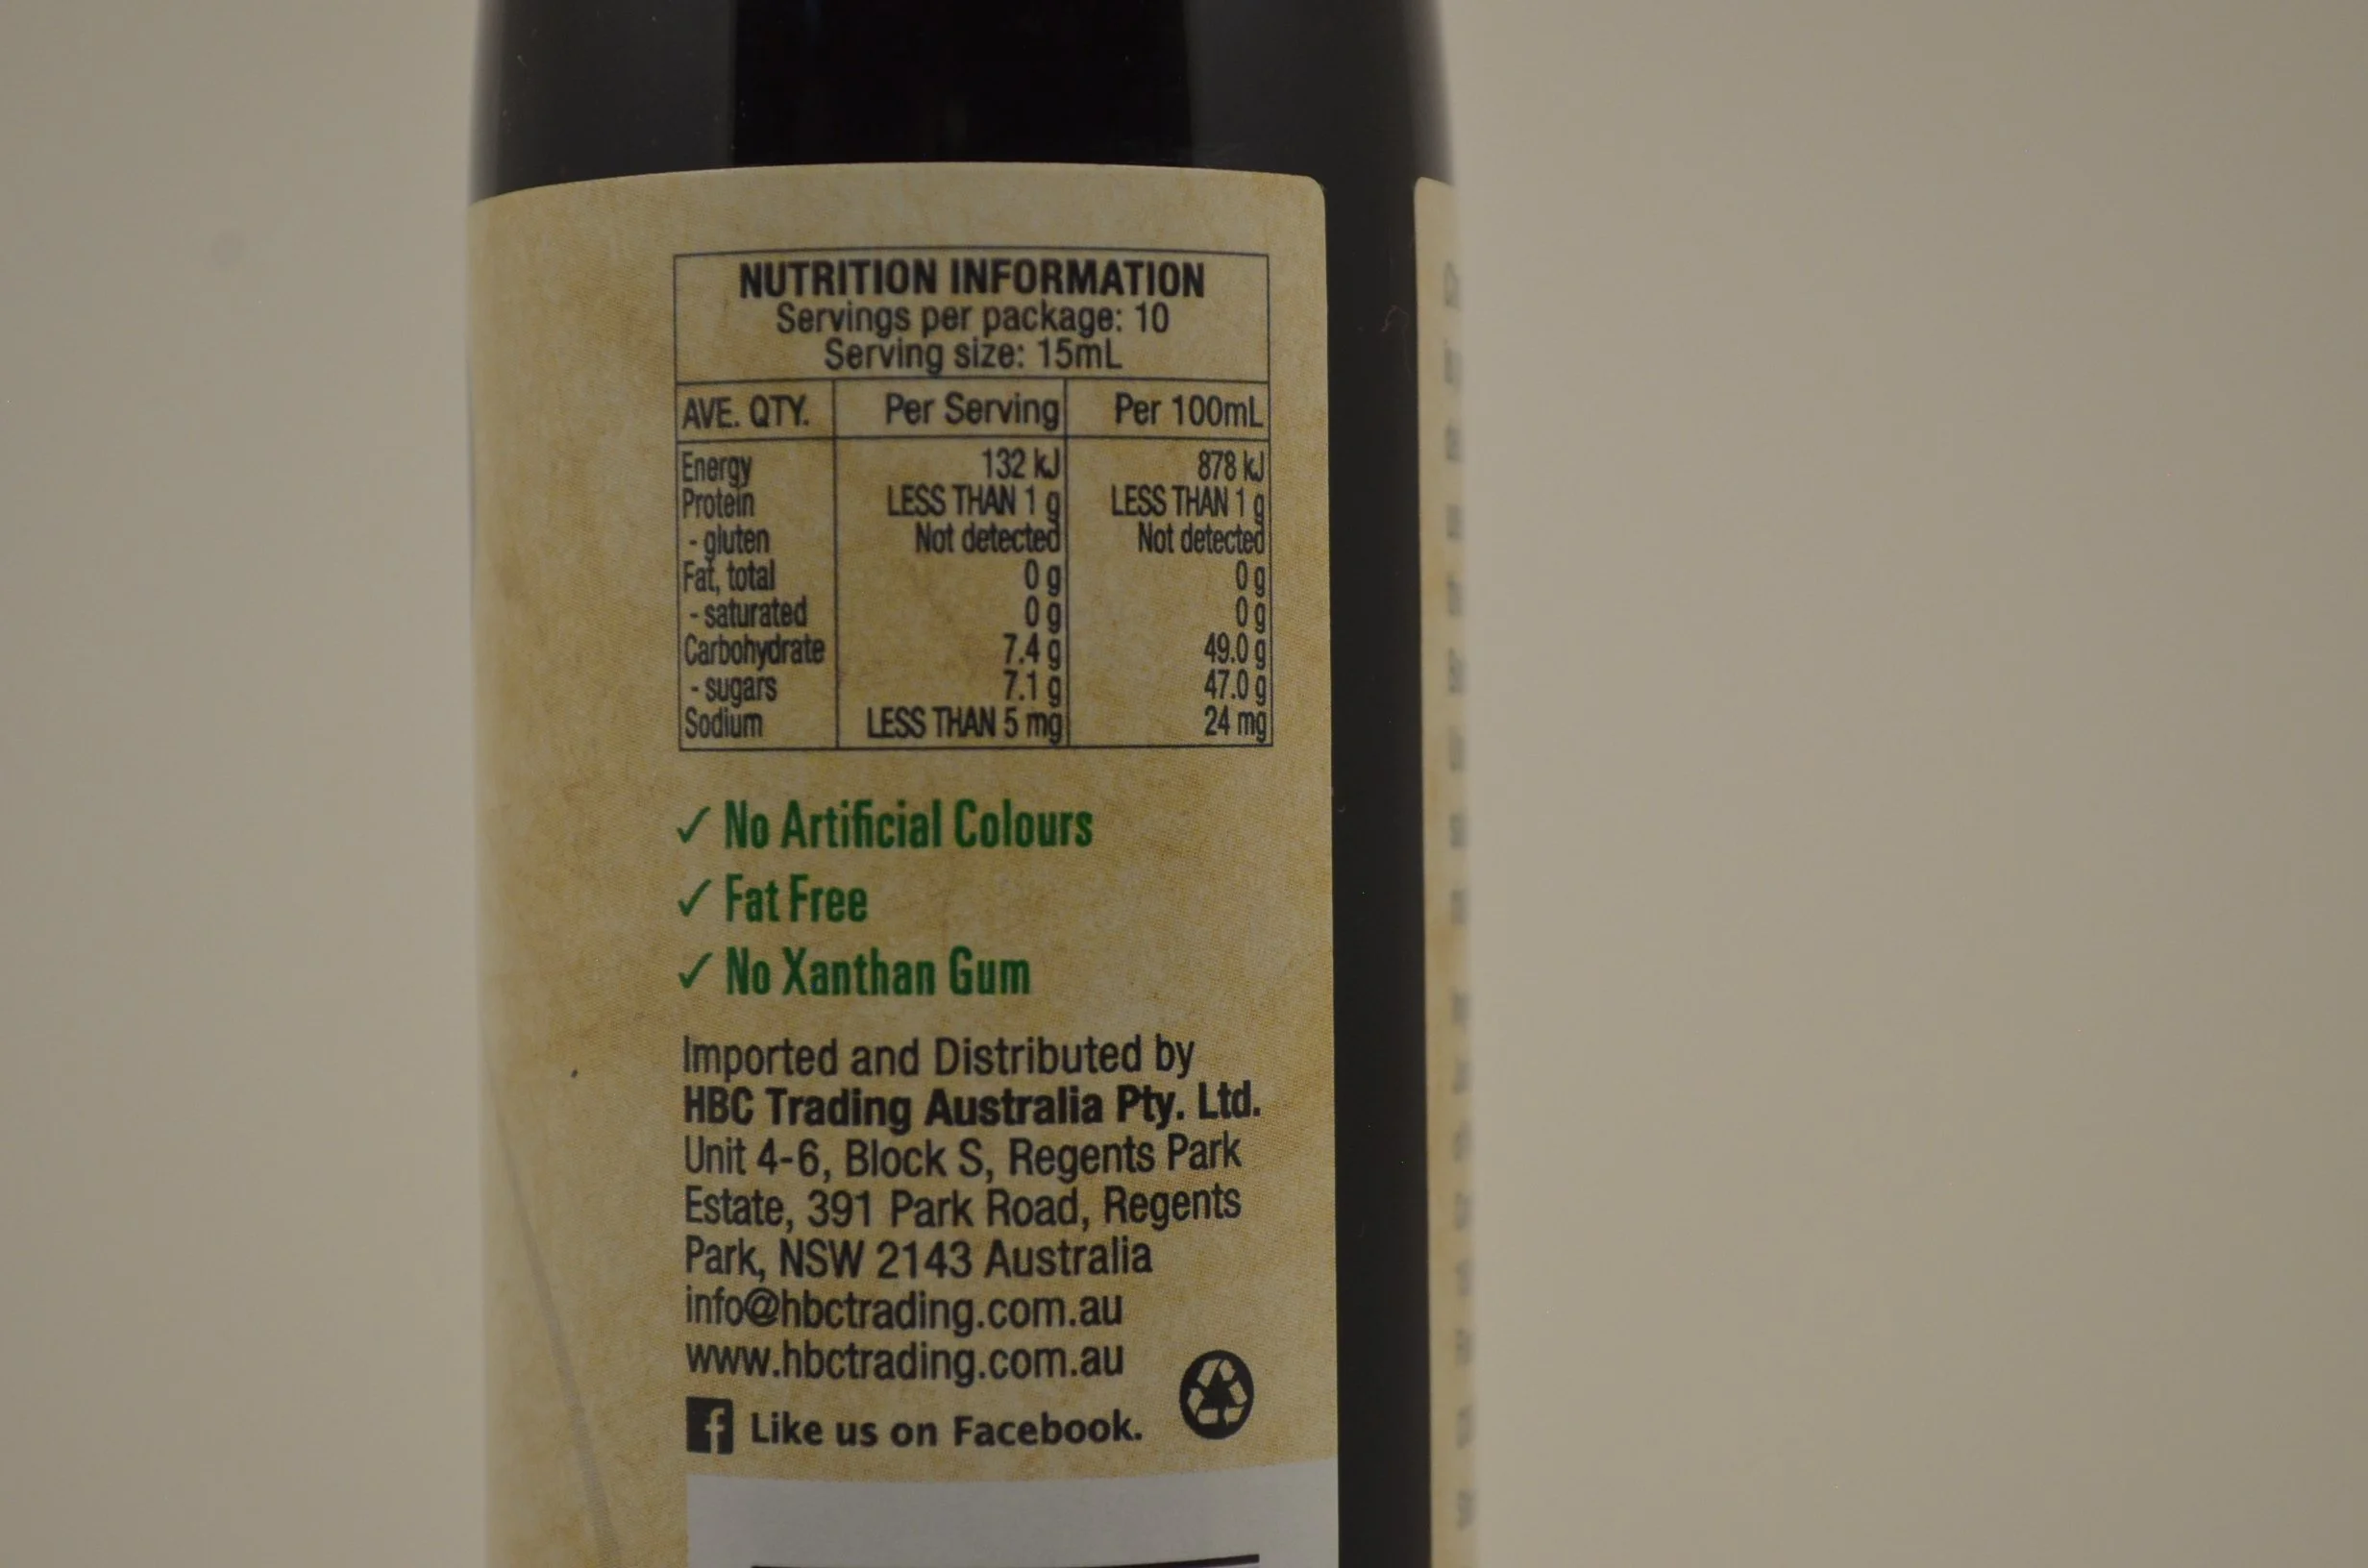 NUTRITION INFORMATION
Servings per package: 10
Serving size: 15mL
AVE. QTY. Per Serving Per 100mL
Energy 132 kJ 878 kJ
Protein LESS THAN 1 g LESS THAN 1 g
- gluten Not detected Not detected
Fat, total 0 g 0 g
- saturated 0 g 0 g
Carbohydrate 7.4 g 49.0 g
- sugars 7.1 g 47.0 g
Sodium LESS THAN 5 mg 24 mg
✓ No Artificial Colours
✓ Fat Free
✓ No Xanthan Gum
Imported and Distributed by
HBC Trading Australia Pty. Ltd.
Unit 4-6, Block S, Regents Park
Estate, 391 Park Road, Regents
Park, NSW 2143 Australia
info@hbctrading.com.au
www.hbctrading.com.au
f Like us on Facebook.